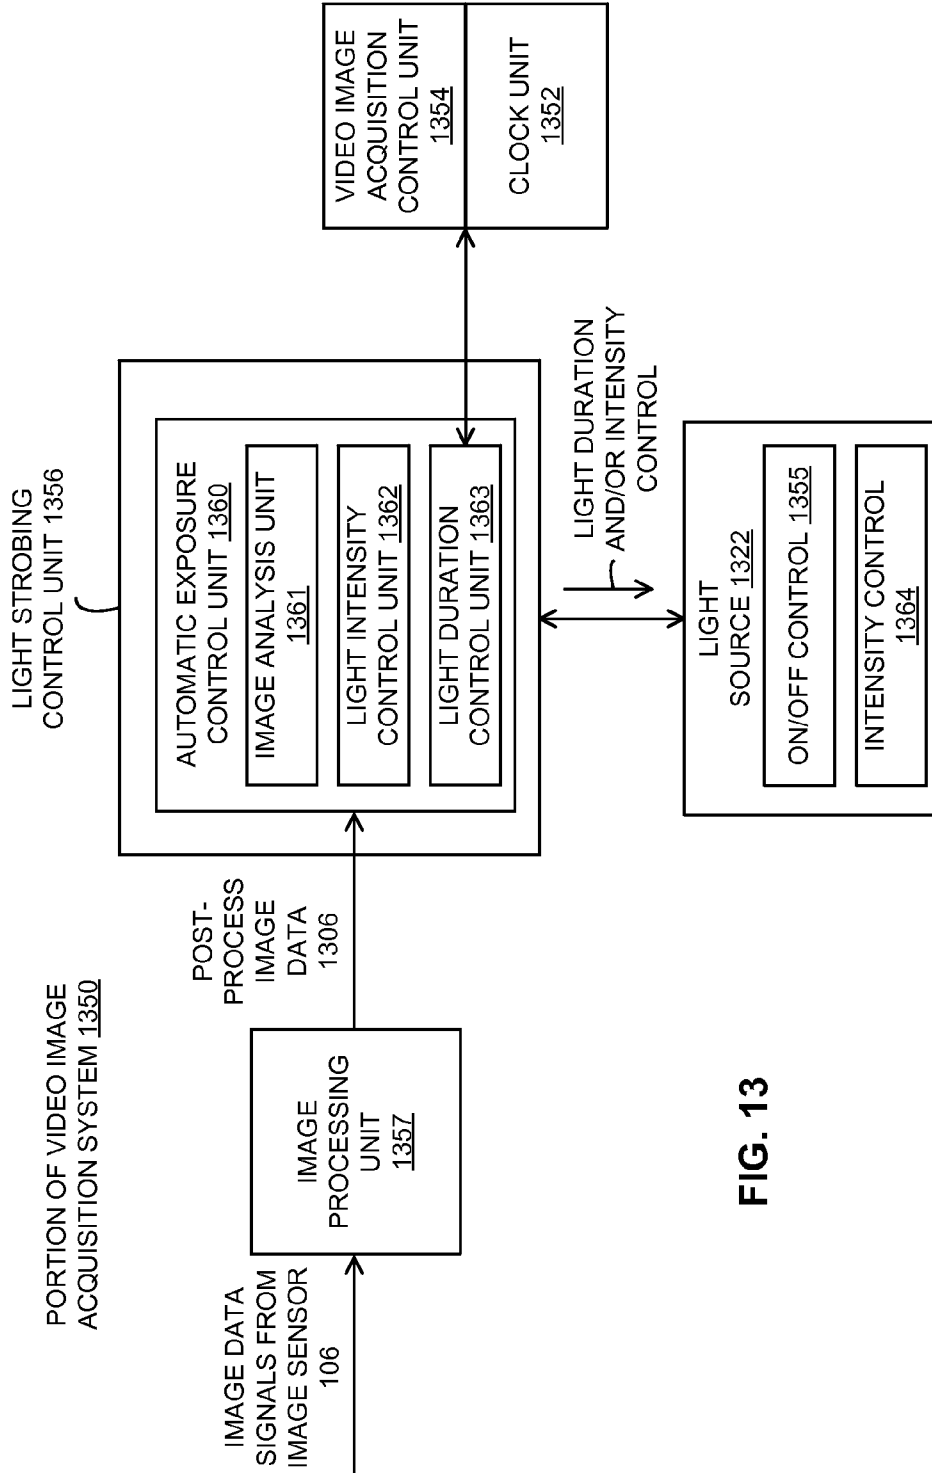 PORTION OF VIDEO IMAGE
ACQUISITION SYSTEM 1350
LIGHT STROBING
CONTROL UNIT 1356
IMAGE DATA
SIGNALS FROM
IMAGE SENSOR
106
IMAGE
PROCESSING
UNIT
1357
POST-
PROCESS
IMAGE
DATA
1306
AUTOMATIC EXPOSURE
CONTROL UNIT 1360
IMAGE ANALYSIS UNIT
1361
LIGHT INTENSITY
CONTROL UNIT 1362
LIGHT DURATION
CONTROL UNIT 1363
VIDEO IMAGE
ACQUISITION
CONTROL UNIT
1354
CLOCK UNIT
1352
LIGHT DURATION
AND/OR INTENSITY
CONTROL
LIGHT
SOURCE 1322
ON/OFF CONTROL 1355
INTENSITY CONTROL
1364
FIG. 13